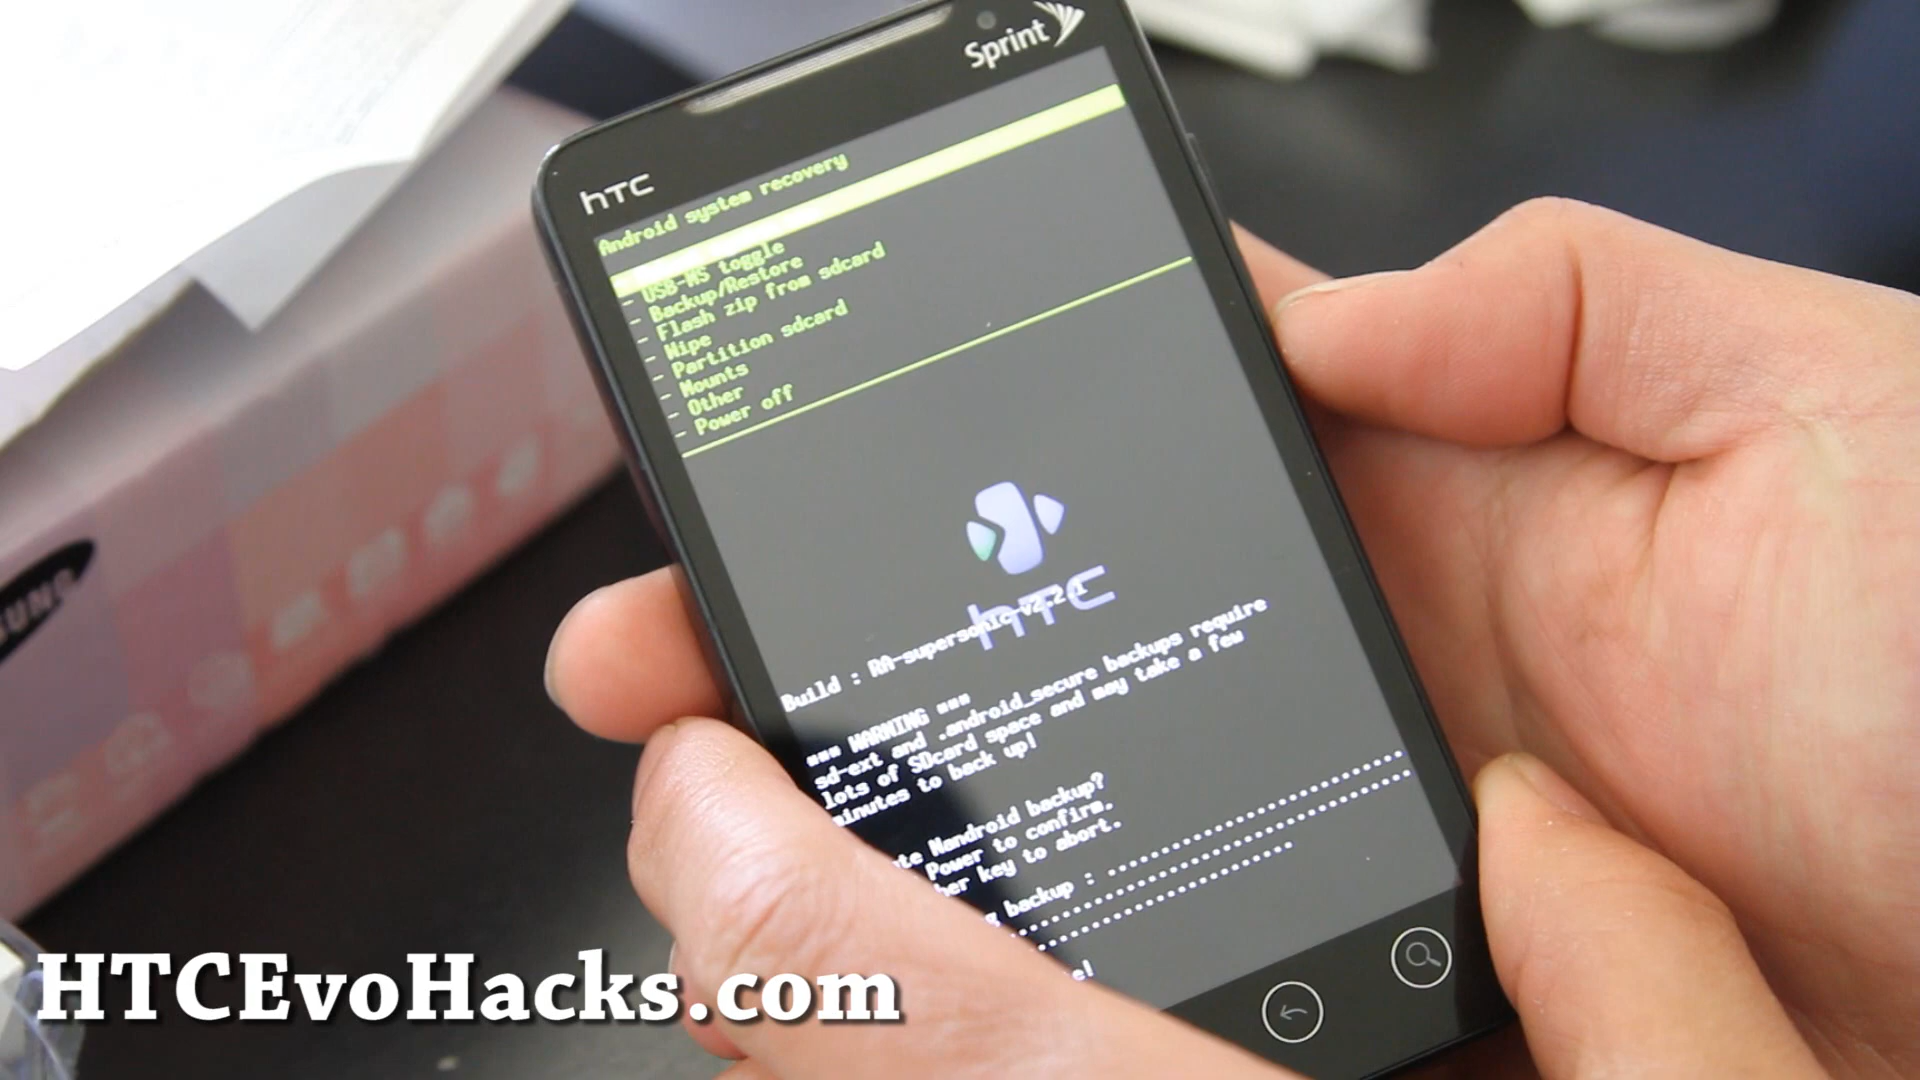 Sprint
hTC
Android system recovery
- USB-MS toggle
- Backup/Restore
- Flash zip from sdcard
- Wipe
- Partition sdcard
- Mounts
- Other
- Power off
hTC
Build : RA-supersonic-v2.2.1
=== WARNING ===
sd-ext and .android_secure backups require
lots of SDcard space and may take a few
minutes to back up!
Nandroid backup?
Power to confirm.
key to abort.
backup : 
HTCEvoHacks.com